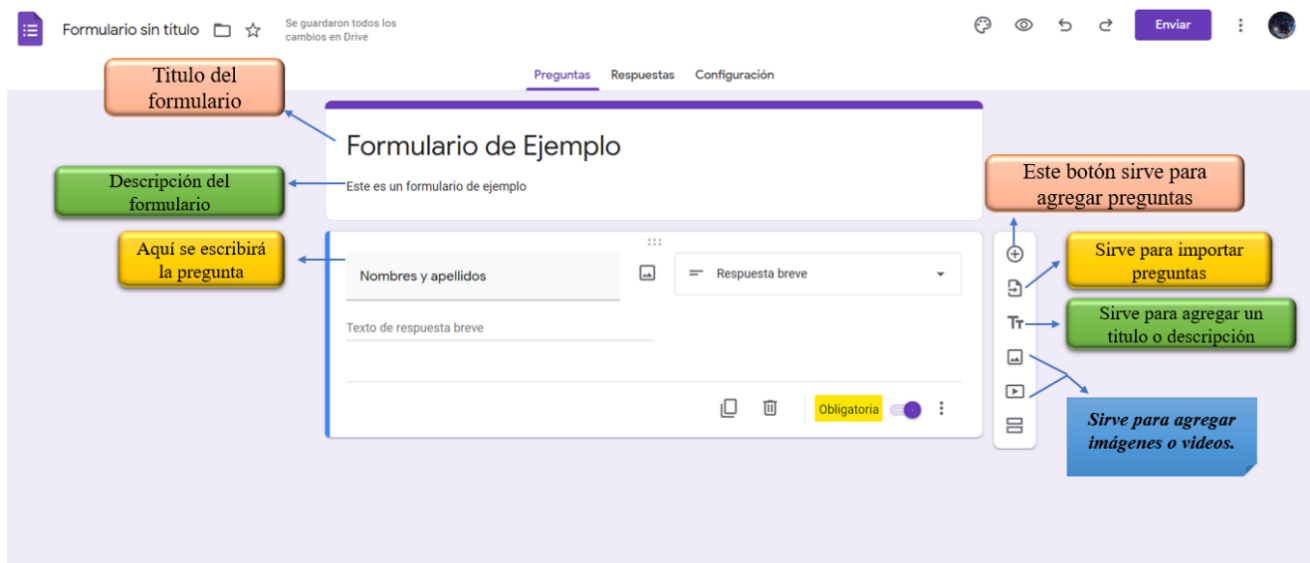 Formulario sin título
Se guardaron todos los
cambios en Drive
Enviar
Preguntas Respuestas Configuración
Titulo del
formulario
Formulario de Ejemplo
Descripción del
formulario
Este es un formulario de ejemplo
Este botón sirve para
agregar preguntas
Aquí se escribirá
la pregunta
Nombres y apellidos
Respuesta breve
Sirve para importar
preguntas
Texto de respuesta breve
Tт
Sirve para agregar un
titulo o descripción
Obligatoria
Sirve para agregar
imágenes o videos.